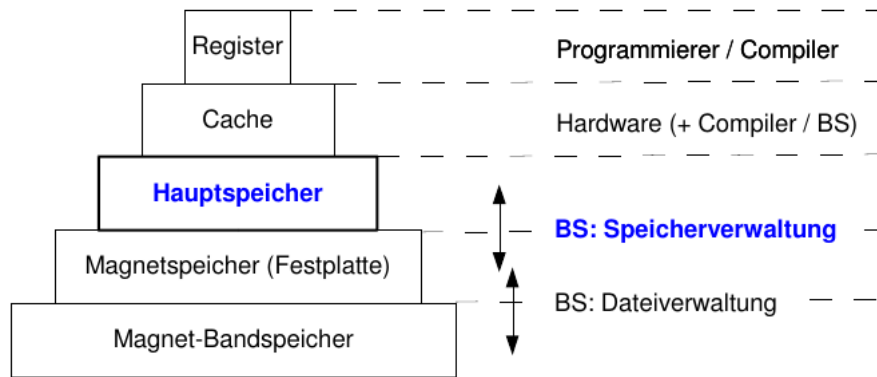 Register
Programmierer / Compiler
Cache
Hardware (+ Compiler / BS)
Hauptspeicher
BS: Speicherverwaltung
Magnetspeicher (Festplatte)
BS: Dateiverwaltung
Magnet-Bandspeicher